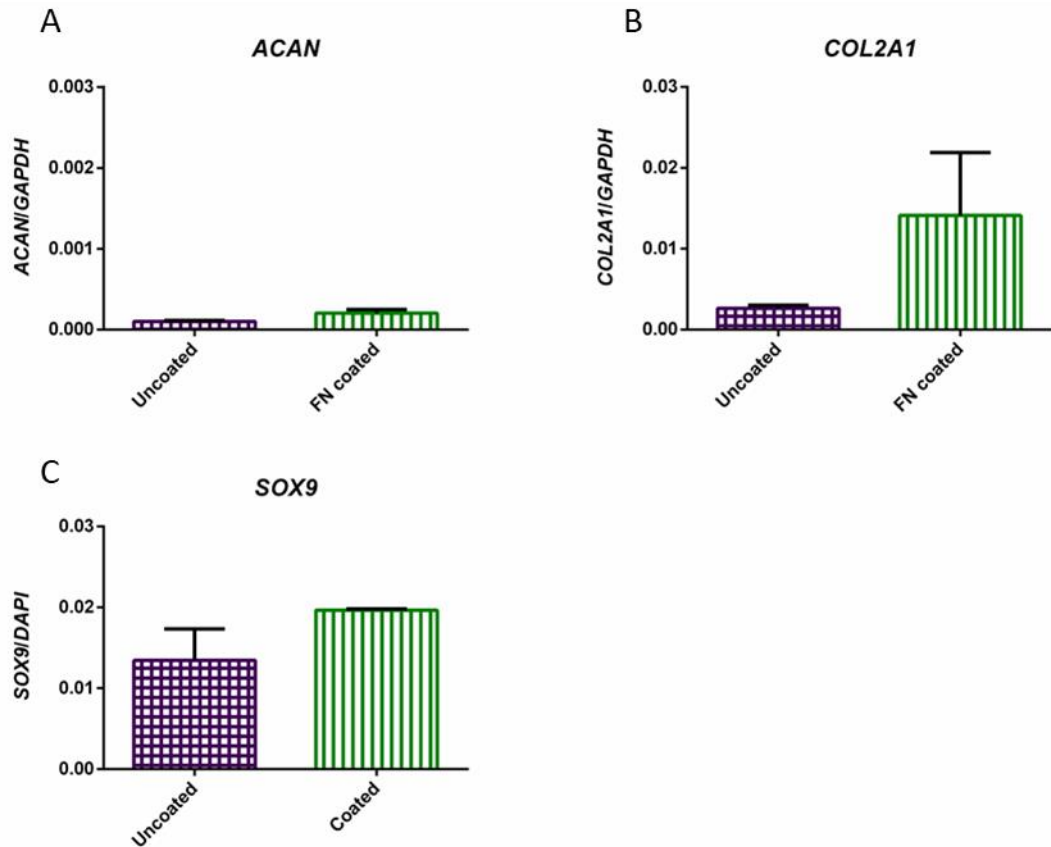 A
ACAN
ACAN/GAPDH
0.003
0.002
0.001
0.000
Uncoated
FN coated
B
COL2A1
COL2A1/GAPDH
0.03
0.02
0.01
0.00
Uncoated
FN coated
C
SOX9
SOX9/DAPI
0.03
0.02
0.01
0.00
Uncoated
Coated